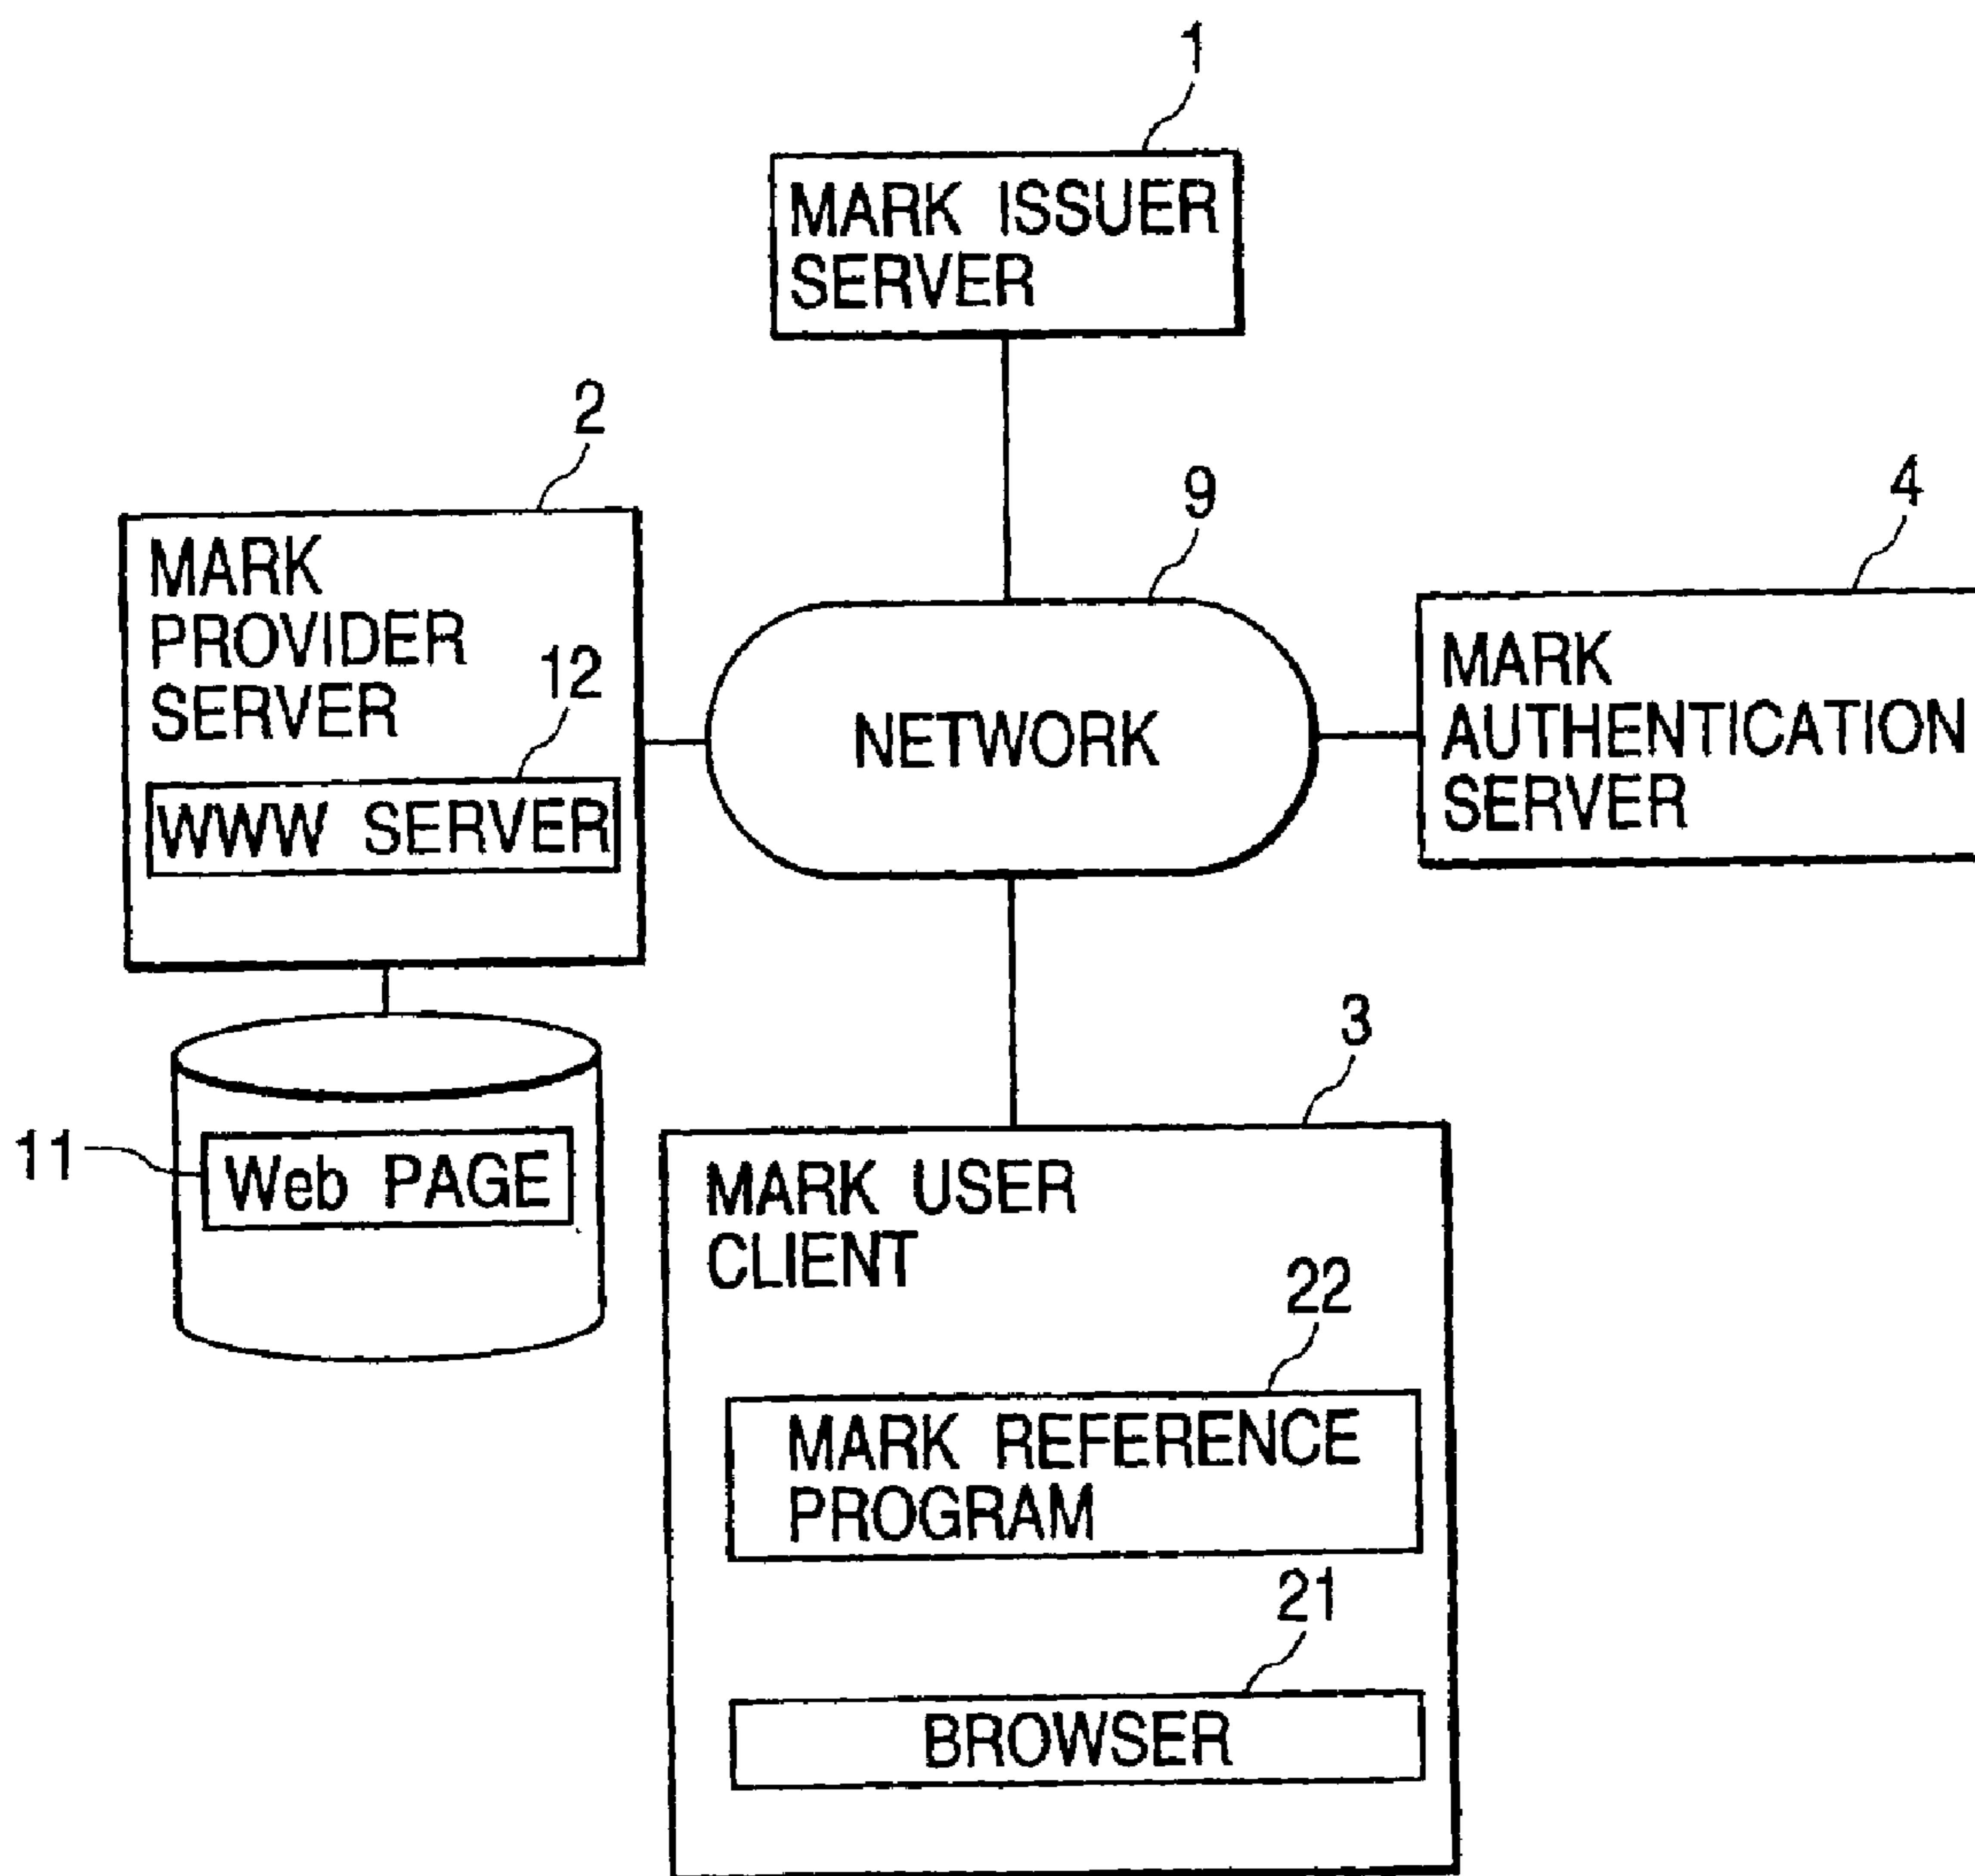 1
MARK ISSUER
SERVER
2
MARK
PROVIDER
SERVER
12
WWW SERVER
9
NETWORK
4
MARK
AUTHENTICATION
SERVER
11
Web PAGE
3
MARK USER
CLIENT
22
MARK REFERENCE
PROGRAM
21
BROWSER